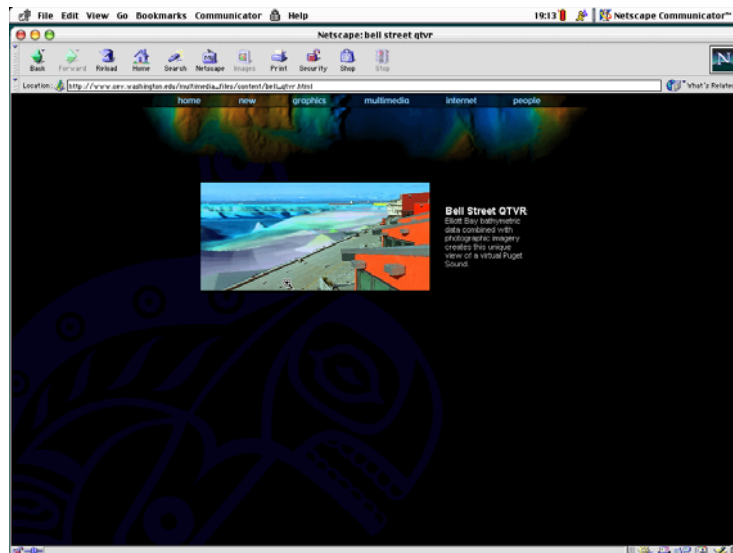 File Edit View Go Bookmarks Communicator Help 19:13 Netscape Communicator™
Netscape: bell street qtvr
Back Forward Reload Home Search Netscape Images Print Security Shop Stop
Location: What's Related
home new graphics multimedia internet people
Bell Street QTVR
Elliott Bay bathymetric
data combined with
photographic imagery
creates this unique
view of a virtual Puget
Sound.